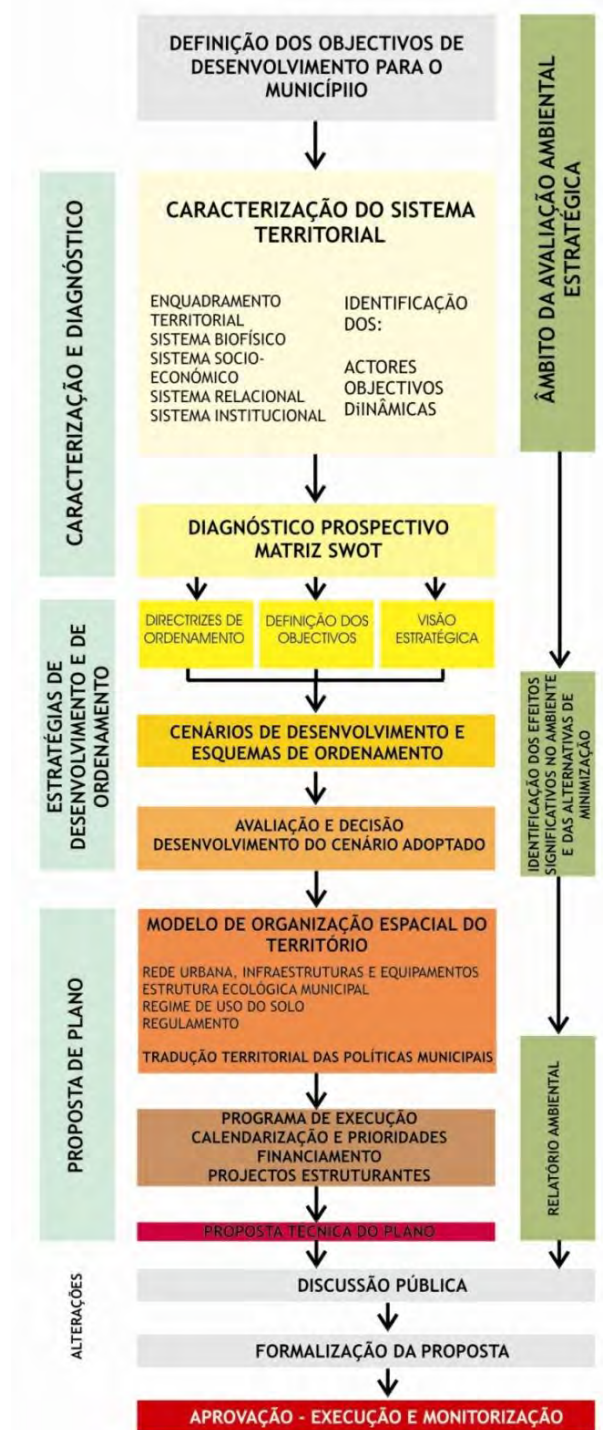 DEFINIÇÃO DOS OBJECTIVOS DE
DESENVOLVIMENTO PARA O
MUNICÍPIIO
ÂMBITO DA AVALIAÇÃO AMBIENTAL
ESTRATÉGICA
CARACTERIZAÇÃO E DIAGNÓSTICO
CARACTERIZAÇÃO DO SISTEMA
TERRITORIAL
ENQUADRAMENTO
TERRITORIAL
SISTEMA BIOFÍSICO
SISTEMA SOCIO-
ECONÓMICO
SISTEMA RELACIONAL
SISTEMA INSTITUCIONAL
IDENTIFICAÇÃO
DOS:
ACTORES
OBJECTIVOS
DiINÂMICAS
DIAGNÓSTICO PROSPECTIVO
MATRIZ SWOT
ESTRATÉGIAS DE
DESENVOLVIMENTO E DE
ORDENAMENTO
DIRECTRIZES DE
ORDENAMENTO
DEFINIÇÃO DOS
OBJECTIVOS
VISÃO
ESTRATÉGICA
CENÁRIOS DE DESENVOLVIMENTO E
ESQUEMAS DE ORDENAMENTO
AVALIAÇÃO E DECISÃO
DESENVOLVIMENTO DO CENÁRIO ADOPTADO
IDENTIFICAÇÃO DOS EFEITOS
SIGNIFICATIVOS NO AMBIENTE
E DAS ALTERNATIVAS DE
MINIMIZAÇÃO
PROPOSTA DE PLANO
MODELO DE ORGANIZAÇÃO ESPACIAL DO
TERRITÓRIO
REDE URBANA, INFRAESTRUTURAS E EQUIPAMENTOS
ESTRUTURA ECOLÓGICA MUNICIPAL
REGIME DE USO DO SOLO
REGULAMENTO
TRADUÇÃO TERRITORIAL DAS POLÍTICAS MUNICIPAIS
PROGRAMA DE EXECUÇÃO
CALENDARIZAÇÃO E PRIORIDADES
FINANCIAMENTO
PROJECTOS ESTRUTURANTES
PROPOSTA TÉCNICA DO PLANO
RELATÓRIO AMBIENTAL
ALTERAÇÕES
DISCUSSÃO PÚBLICA
FORMALIZAÇÃO DA PROPOSTA
APROVAÇÃO - EXECUÇÃO E MONITORIZAÇÃO